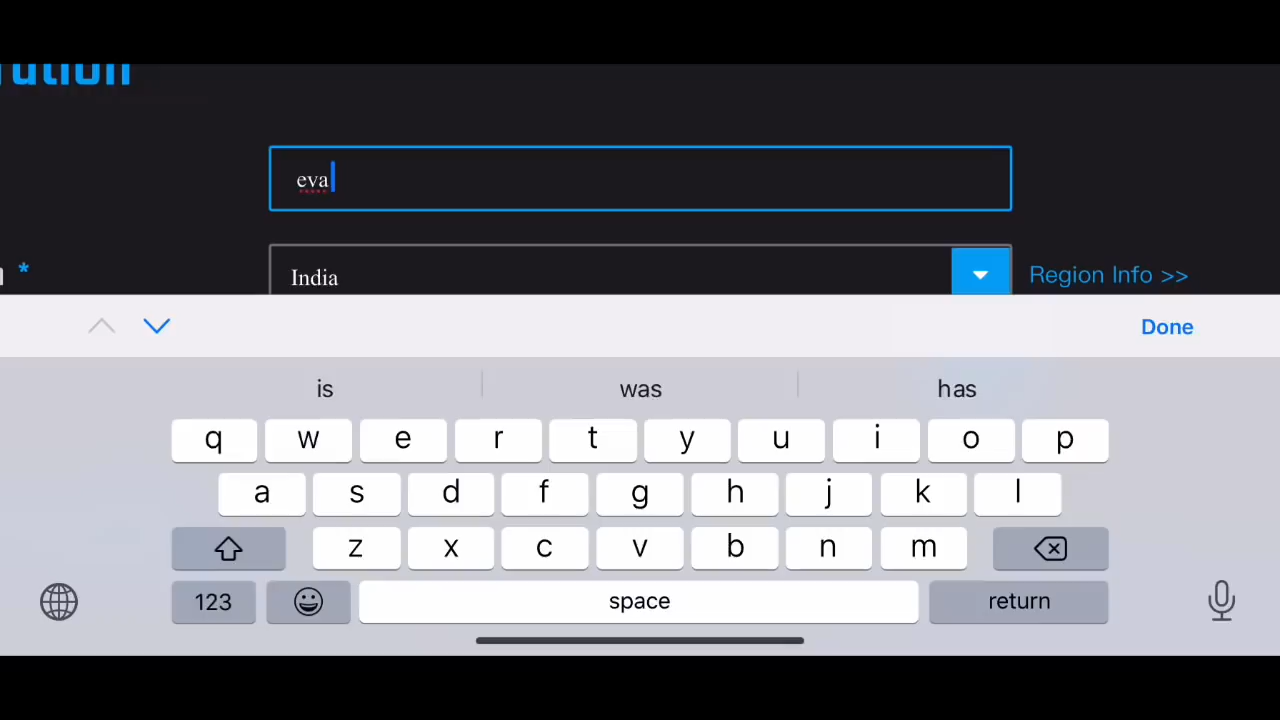 eva
*
India
Region Info >>
Done
is was has
q w e r t y u i o p
a s d f g h j k l
z x c v b n m
123 space return